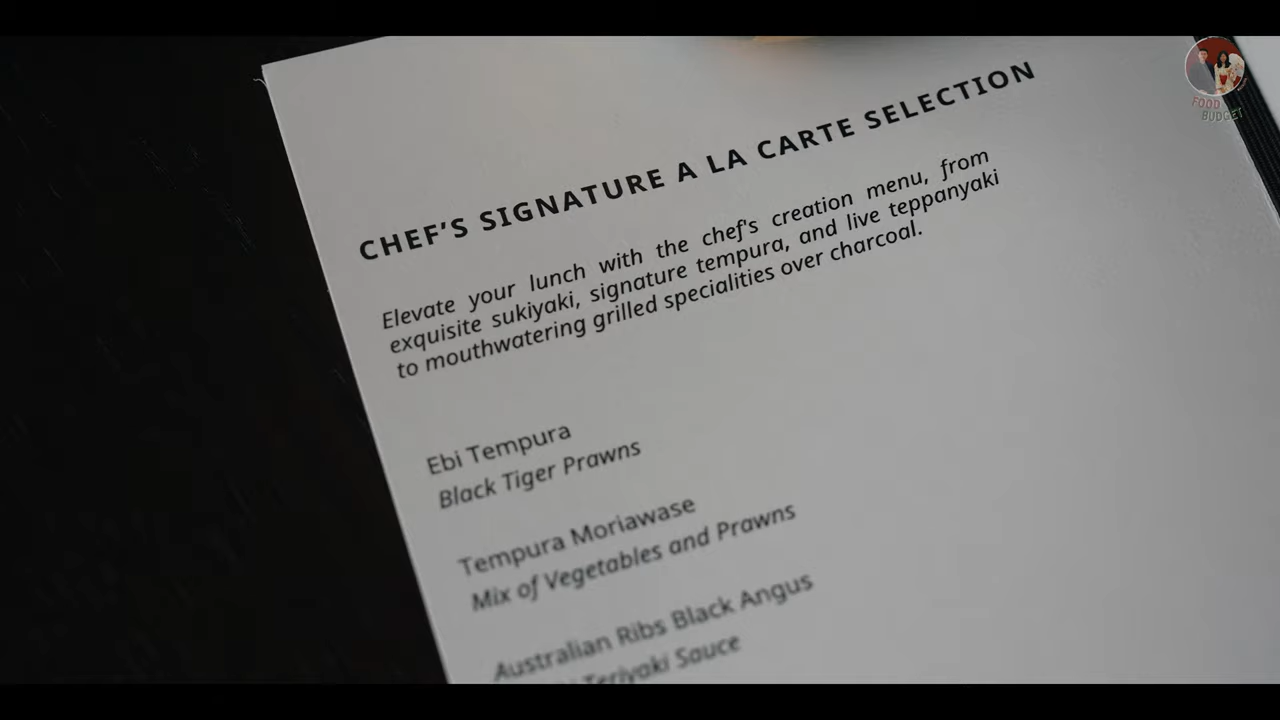 CHEF'S SIGNATURE A LA CARTE SELECTION
Elevate your lunch with the chef's creation menu, from
exquisite sukiyaki, signature tempura, and live teppanyaki
to mouthwatering grilled specialities over charcoal.
Ebi Tempura
Black Tiger Prawns
Tempura Moriawase
Mix of Vegetables and Prawns
Australian Ribs Black Angus
Teriyaki Sauce
FOOD
BUDGET